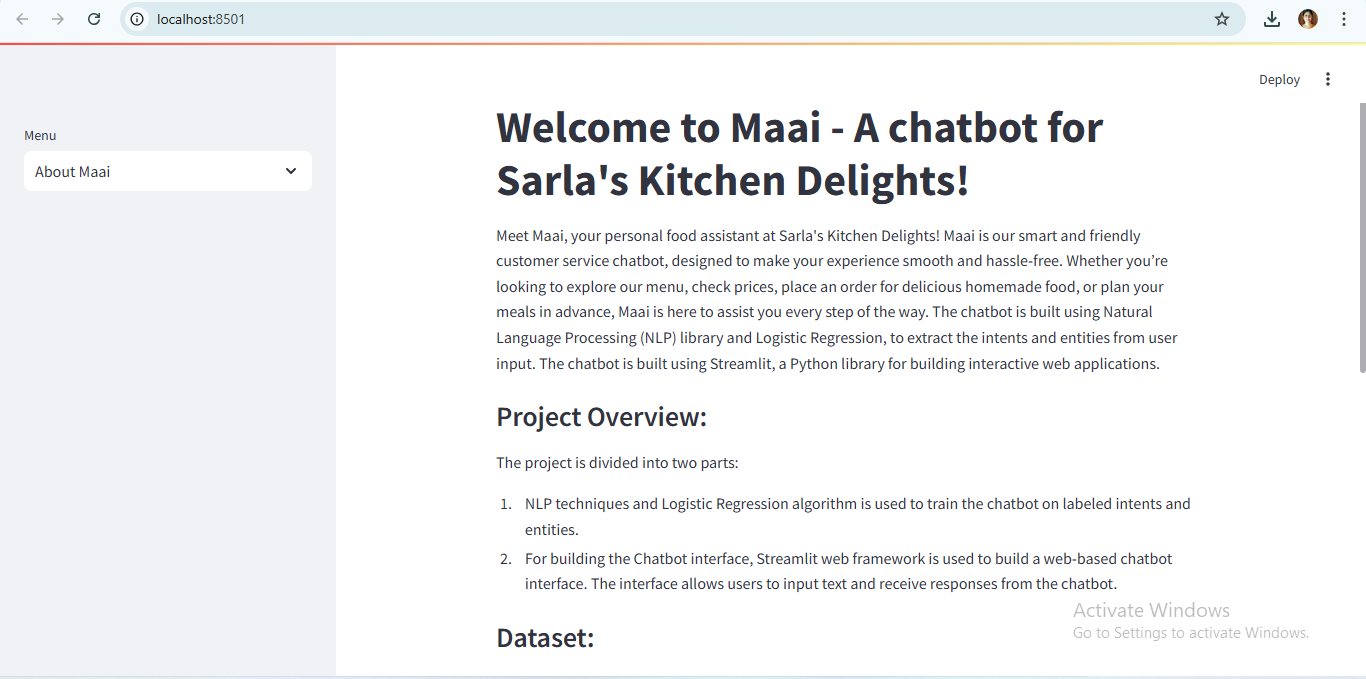 localhost:8501
Deploy
Menu
About Maai
Welcome to Maai - A chatbot for
Sarla's Kitchen Delights!
Meet Maai, your personal food assistant at Sarla's Kitchen Delights! Maai is our smart and friendly
customer service chatbot, designed to make your experience smooth and hassle-free. Whether you’re
looking to explore our menu, check prices, place an order for delicious homemade food, or plan your
meals in advance, Maai is here to assist you every step of the way. The chatbot is built using Natural
Language Processing (NLP) library and Logistic Regression, to extract the intents and entities from user
input. The chatbot is built using Streamlit, a Python library for building interactive web applications.
Project Overview:
The project is divided into two parts:
1. NLP techniques and Logistic Regression algorithm is used to train the chatbot on labeled intents and
entities.
2. For building the Chatbot interface, Streamlit web framework is used to build a web-based chatbot
interface. The interface allows users to input text and receive responses from the chatbot.
Dataset:
Activate Windows
Go to Settings to activate Windows.